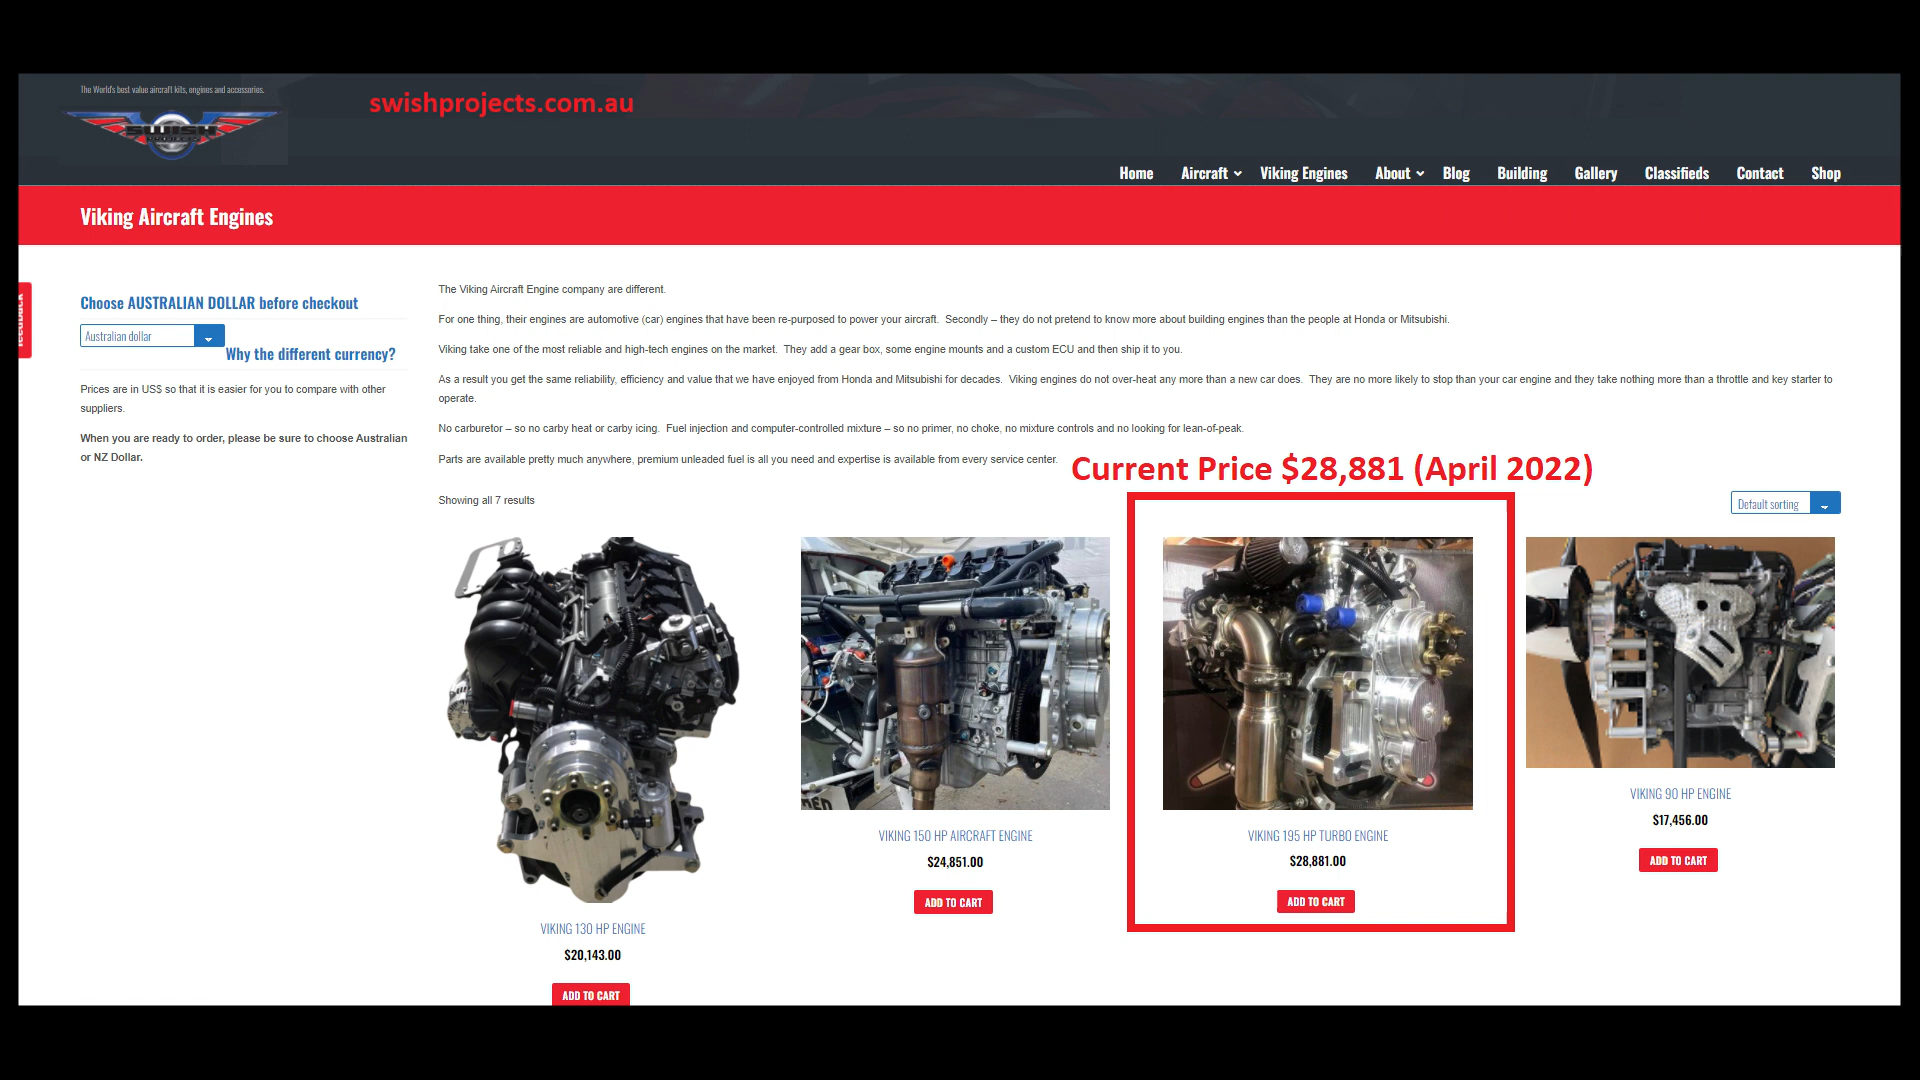 The World's best value aircraft kits, engines and accessories.
swishprojects.com.au
SWISH
Home Aircraft Viking Engines About Blog Building Gallery Classifieds Contact Shop
Viking Aircraft Engines
feedback
Choose AUSTRALIAN DOLLAR before checkout
Australian dollar
Why the different currency?
Prices are in US$ so that it is easier for you to compare with other
suppliers.
When you are ready to order, please be sure to choose Australian
or NZ Dollar.
The Viking Aircraft Engine company are different.
For one thing, their engines are automotive (car) engines that have been re-purposed to power your aircraft. Secondly – they do not pretend to know more about building engines than the people at Honda or Mitsubishi.
Viking take one of the most reliable and high-tech engines on the market. They add a gear box, some engine mounts and a custom ECU and then ship it to you.
As a result you get the same reliability, efficiency and value that we have enjoyed from Honda and Mitsubishi for decades. Viking engines do not over-heat any more than a new car does. They are no more likely to stop than your car engine and they take nothing more than a throttle and key starter to
operate.
No carburetor – so no carby heat or carby icing. Fuel injection and computer-controlled mixture – so no primer, no choke, no mixture controls and no looking for lean-of-peak.
Parts are available pretty much anywhere, premium unleaded fuel is all you need and expertise is available from every service center.
Current Price $28,881 (April 2022)
Showing all 7 results
Default sorting
VIKING 130 HP ENGINE
$20,143.00
ADD TO CART
VIKING 150 HP AIRCRAFT ENGINE
$24,851.00
ADD TO CART
VIKING 195 HP TURBO ENGINE
$28,881.00
ADD TO CART
VIKING 90 HP ENGINE
$17,456.00
ADD TO CART